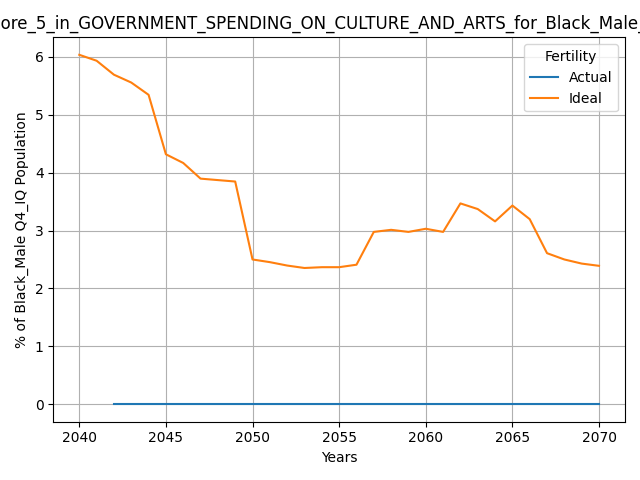 ore_5_in_GOVERNMENT_SPENDING_ON_CULTURE_AND_ARTS_for_Black_Male_
% of Black_Male Q4_IQ Population
6
5
4
3
2
1
0
Fertility
Actual
Ideal
2040 2045 2050 2055 2060 2065 2070
Years